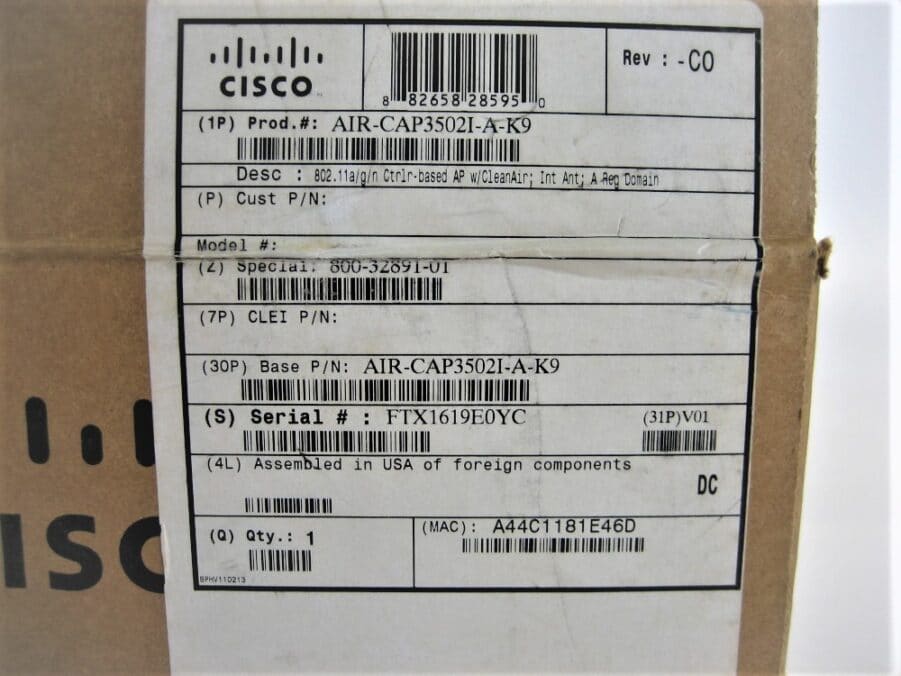 CISCO
8 82658 28595 0
Rev : -C0
(1P) Prod.#: AIR-CAP3502I-A-K9
Desc : 802.11a/g/n Ctrlr-based AP w/CleanAir; Int Ant; A Reg Domain
(P) Cust P/N:
Model #:
(Z) Special: 800-32891-01
(7P) CLEI P/N:
(30P) Base P/N: AIR-CAP3502I-A-K9
(S) Serial # : FTX1619E0YC
(31P)V01
(4L) Assembled in USA of foreign components
DC
(Q) Qty.: 1
(MAC): A44C1181E46D
BPHV110213
ISC